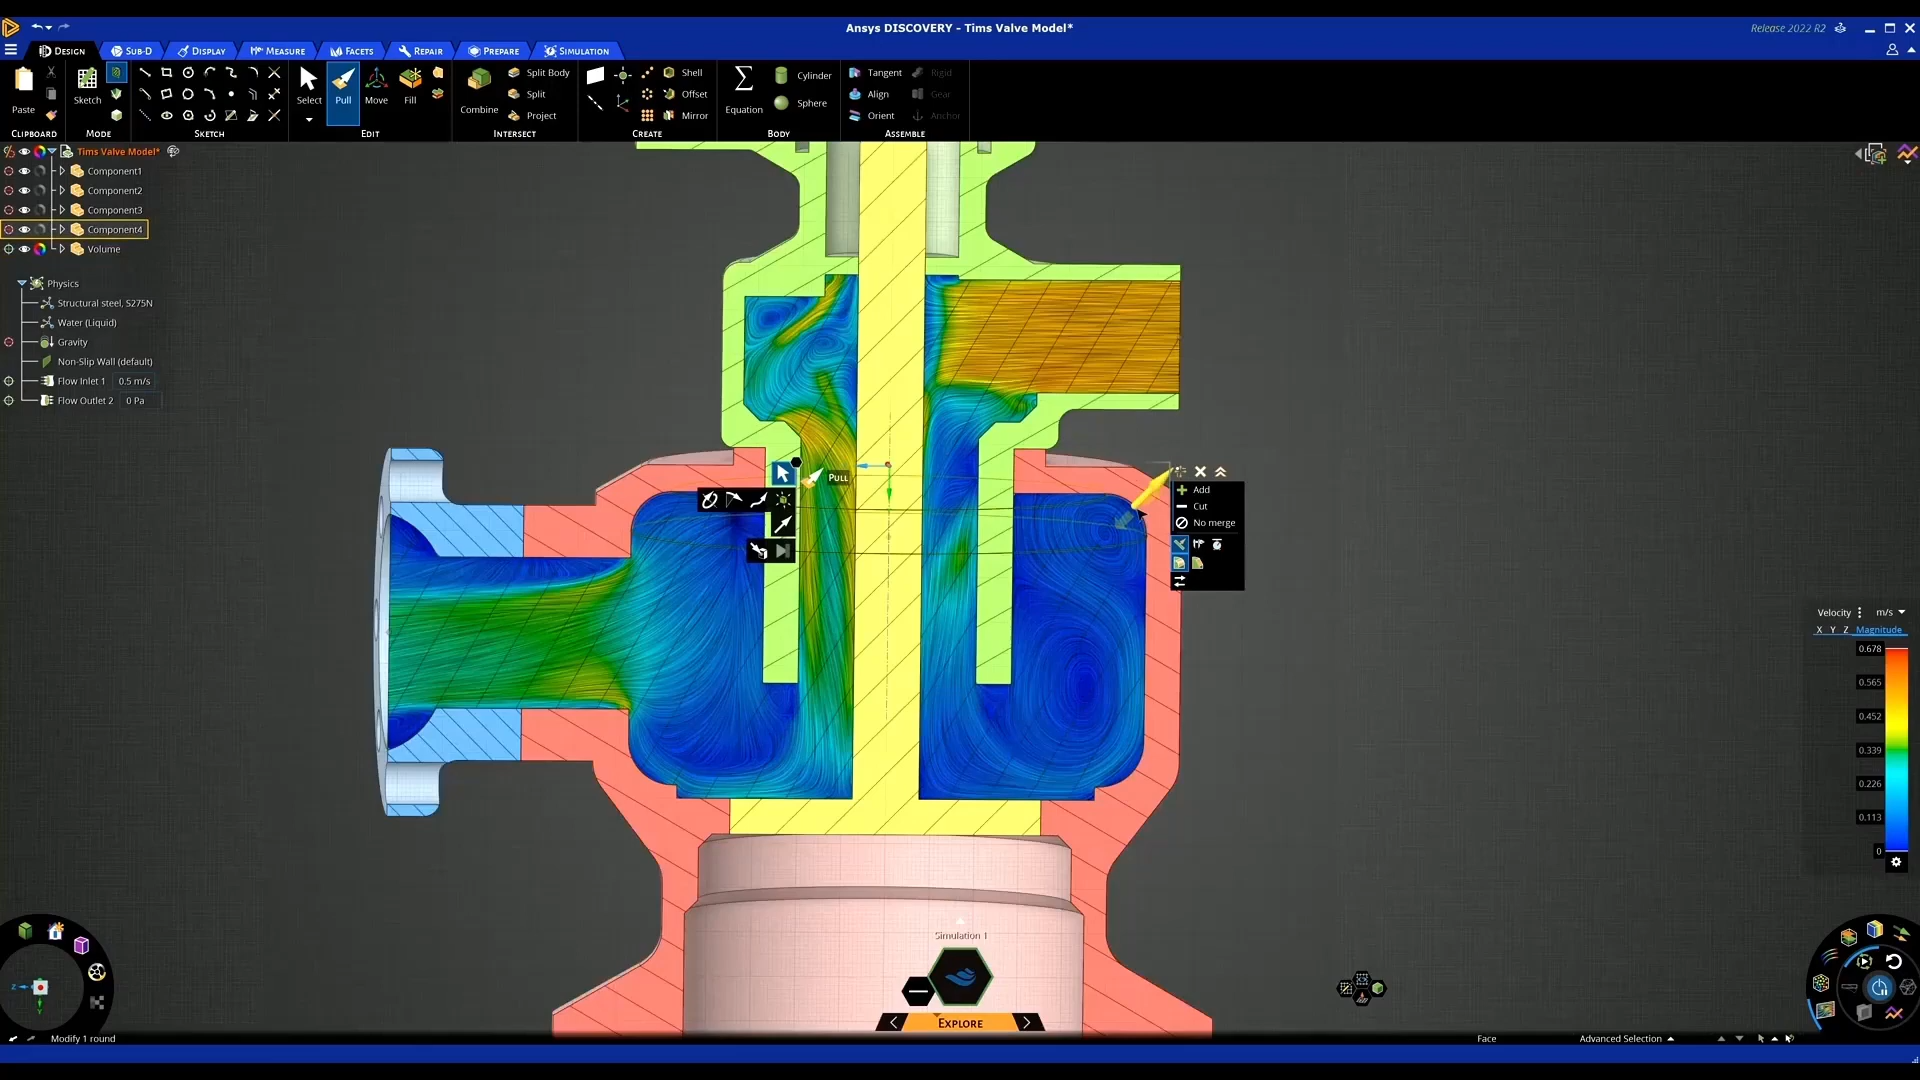 Ansys DISCOVERY - Tims Valve Model*
Release 2022 R2
DESIGN
SUB-D
DISPLAY
MEASURE
FACETS
REPAIR
PREPARE
SIMULATION
Paste
Sketch
Select
Pull
Move
Fill
Combine
Split Body
Split
Project
Shell
Offset
Mirror
Equation
Cylinder
Sphere
Tangent
Align
Orient
Rigid
Gear
Anchor
CLIPBOARD
MODE
SKETCH
EDIT
INTERSECT
CREATE
BODY
ASSEMBLE
Tims Valve Model*
Component1
Component2
Component3
Component4
Volume
Physics
Structural steel, S275N
Water (Liquid)
Gravity
Non-Slip Wall (default)
Flow Inlet 1 0.5 m/s
Flow Outlet 2 0 Pa
PULL
Add
Cut
No merge
Velocity m/s
X Y Z Magnitude
0.678
0.565
0.452
0.339
0.226
0.113
0
Simulation 1
EXPLORE
Z
Y
Modify 1 round
Face
Advanced Selection